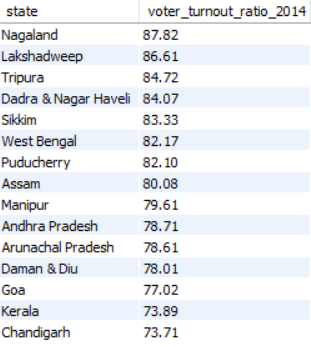 state voter_turnout_ratio_2014
Nagaland 87.82
Lakshadweep 86.61
Tripura 84.72
Dadra & Nagar Haveli 84.07
Sikkim 83.33
West Bengal 82.17
Puducherry 82.10
Assam 80.08
Manipur 79.61
Andhra Pradesh 78.71
Arunachal Pradesh 78.61
Daman & Diu 78.01
Goa 77.02
Kerala 73.89
Chandigarh 73.71